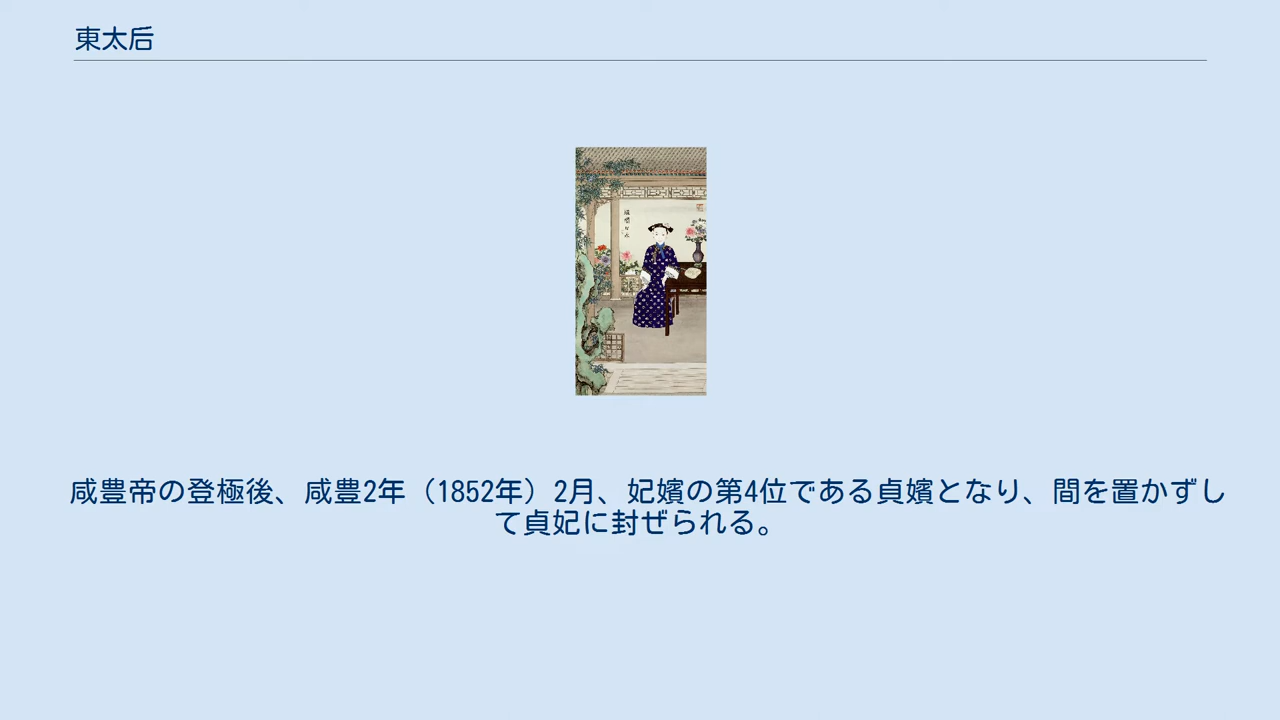 東太后
咸豊帝の登極後、咸豊2年（1852年）2月、妃嬪の第4位である貞嬪となり、間を置かずし
て貞妃に封ぜられる。